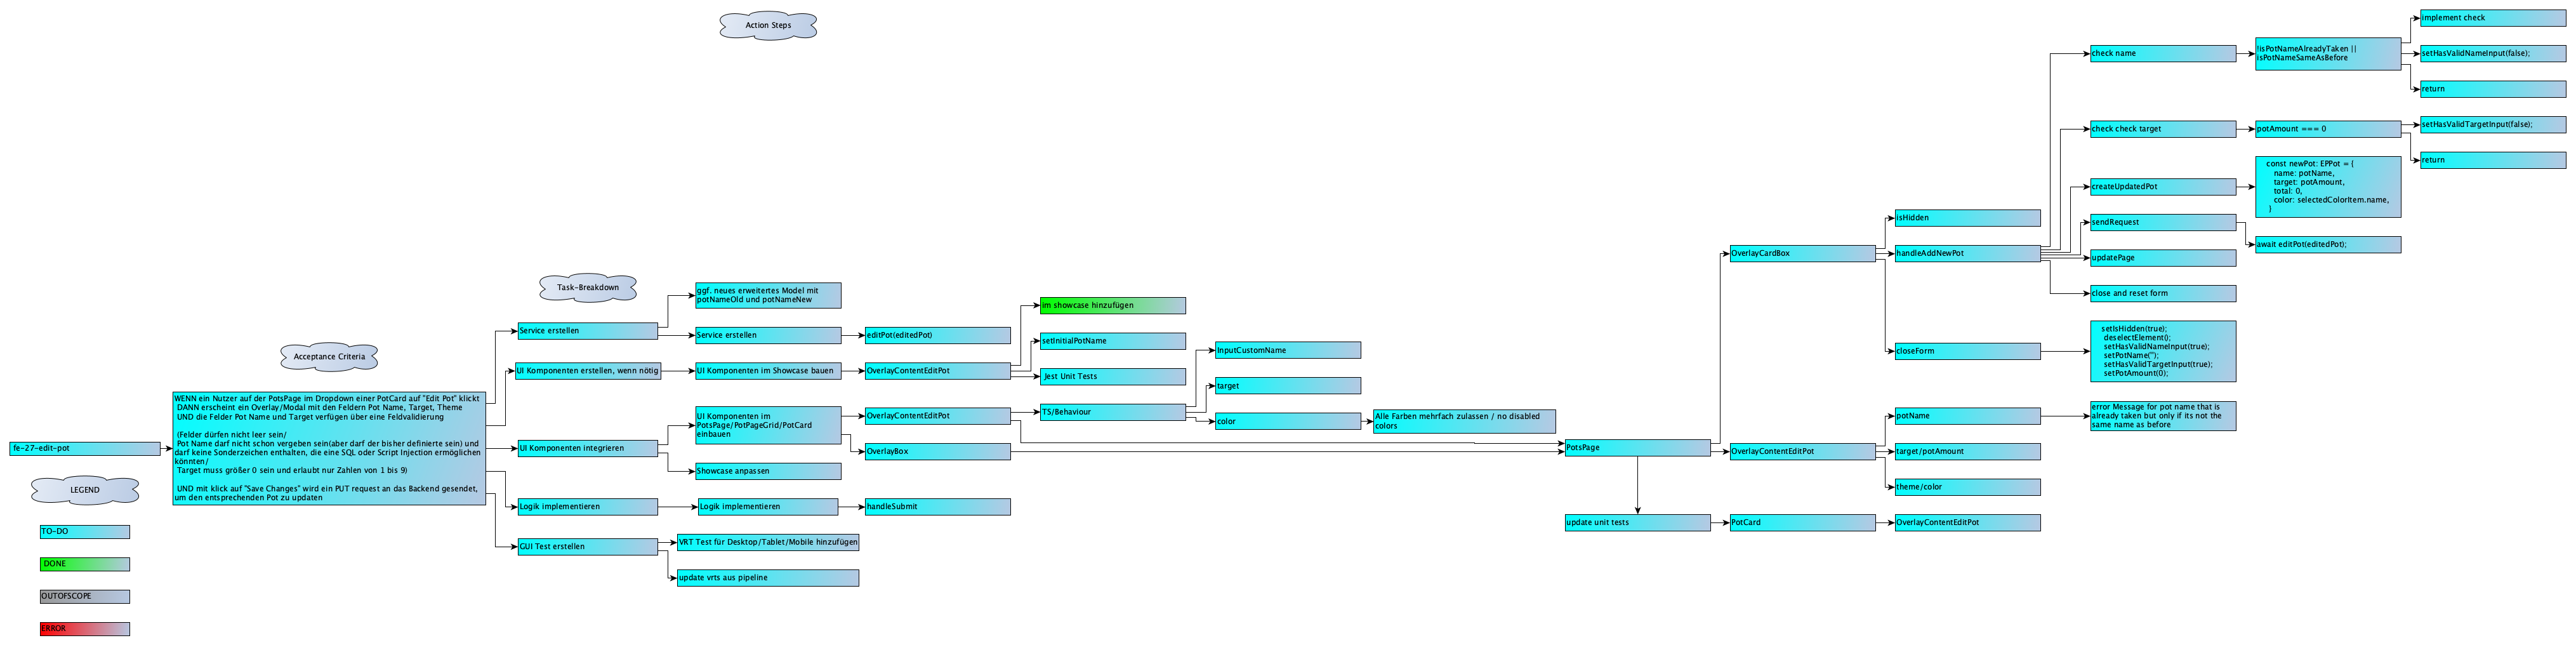 Action Steps
Task-Breakdown
Acceptance Criteria
fe-27-edit-pot
LEGEND
TO-DO
DONE
OUTOFSCOPE
ERROR
WENN ein Nutzer auf der PotsPage im Dropdown einer PotCard auf "Edit Pot" klickt
DANN erscheint ein Overlay/Modal mit den Feldern Pot Name, Target, Theme
UND die Felder Pot Name und Target verfügen über eine Feldvalidierung
(Felder dürfen nicht leer sein/
Pot Name darf nicht schon vergeben sein(aber darf der bisher definierte sein) und
darf keine Sonderzeichen enthalten, die eine SQL oder Script Injection ermöglichen
könnten/
Target muss größer 0 sein und erlaubt nur Zahlen von 1 bis 9)
UND mit klick auf "Save Changes" wird ein PUT request an das Backend gesendet,
um den entsprechenden Pot zu updaten
Service erstellen
UI Komponenten erstellen, wenn nötig
UI Komponenten integrieren
Logik implementieren
GUI Test erstellen
ggf. neues erweitertes Model mit
potNameOld und potNameNew
Service erstellen
UI Komponenten im Showcase bauen
UI Komponenten im
PotsPage/PotPageGrid/PotCard
einbauen
Showcase anpassen
Logik implementieren
VRT Test für Desktop/Tablet/Mobile hinzufügen
update vrts aus pipeline
editPot(editedPot)
OverlayContentEditPot
OverlayContentEditPot
OverlayBox
handleSubmit
im showcase hinzufügen
setInitialPotName
Jest Unit Tests
TS/Behaviour
InputCustomName
target
color
Alle Farben mehrfach zulassen / no disabled
colors
PotsPage
update unit tests
OverlayCardBox
OverlayContentEditPot
PotCard
isHidden
handleAddNewPot
closeForm
potName
target/potAmount
theme/color
OverlayContentEditPot
check name
check check target
createUpdatedPot
sendRequest
updatePage
close and reset form
setIsHidden(true);
deselectElement();
setHasValidNameInput(true);
setPotName('');
setHasValidTargetInput(true);
setPotAmount(0);
error Message for pot name that is
already taken but only if its not the
same name as before
!isPotNameAlreadyTaken ||
isPotNameSameAsBefore
potAmount === 0
const newPot: EPPot = {
name: potName,
target: potAmount,
total: 0,
color: selectedColorItem.name,
}
await editPot(editedPot);
implement check
setHasValidNameInput(false);
return
setHasValidTargetInput(false);
return